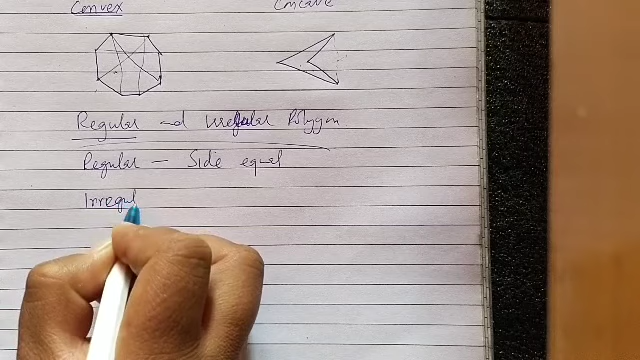 Convex Concave
Regular and Irregular Polygon
Regular - Side equal
Irregul